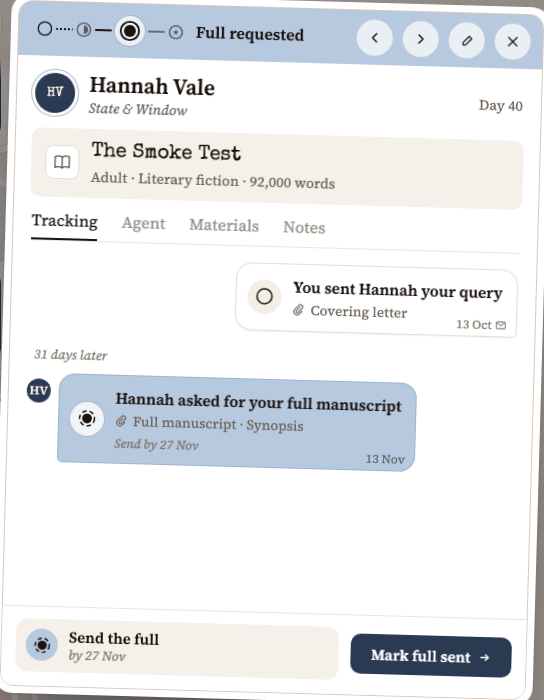 Full requested
HV
Hannah Vale
State & Window
Day 40
The Smoke Test
Adult · Literary fiction · 92,000 words
Tracking Agent Materials Notes
You sent Hannah your query
Covering letter
13 Oct
31 days later
HV
Hannah asked for your full manuscript
Full manuscript · Synopsis
Send by 27 Nov
13 Nov
Send the full
by 27 Nov
Mark full sent →